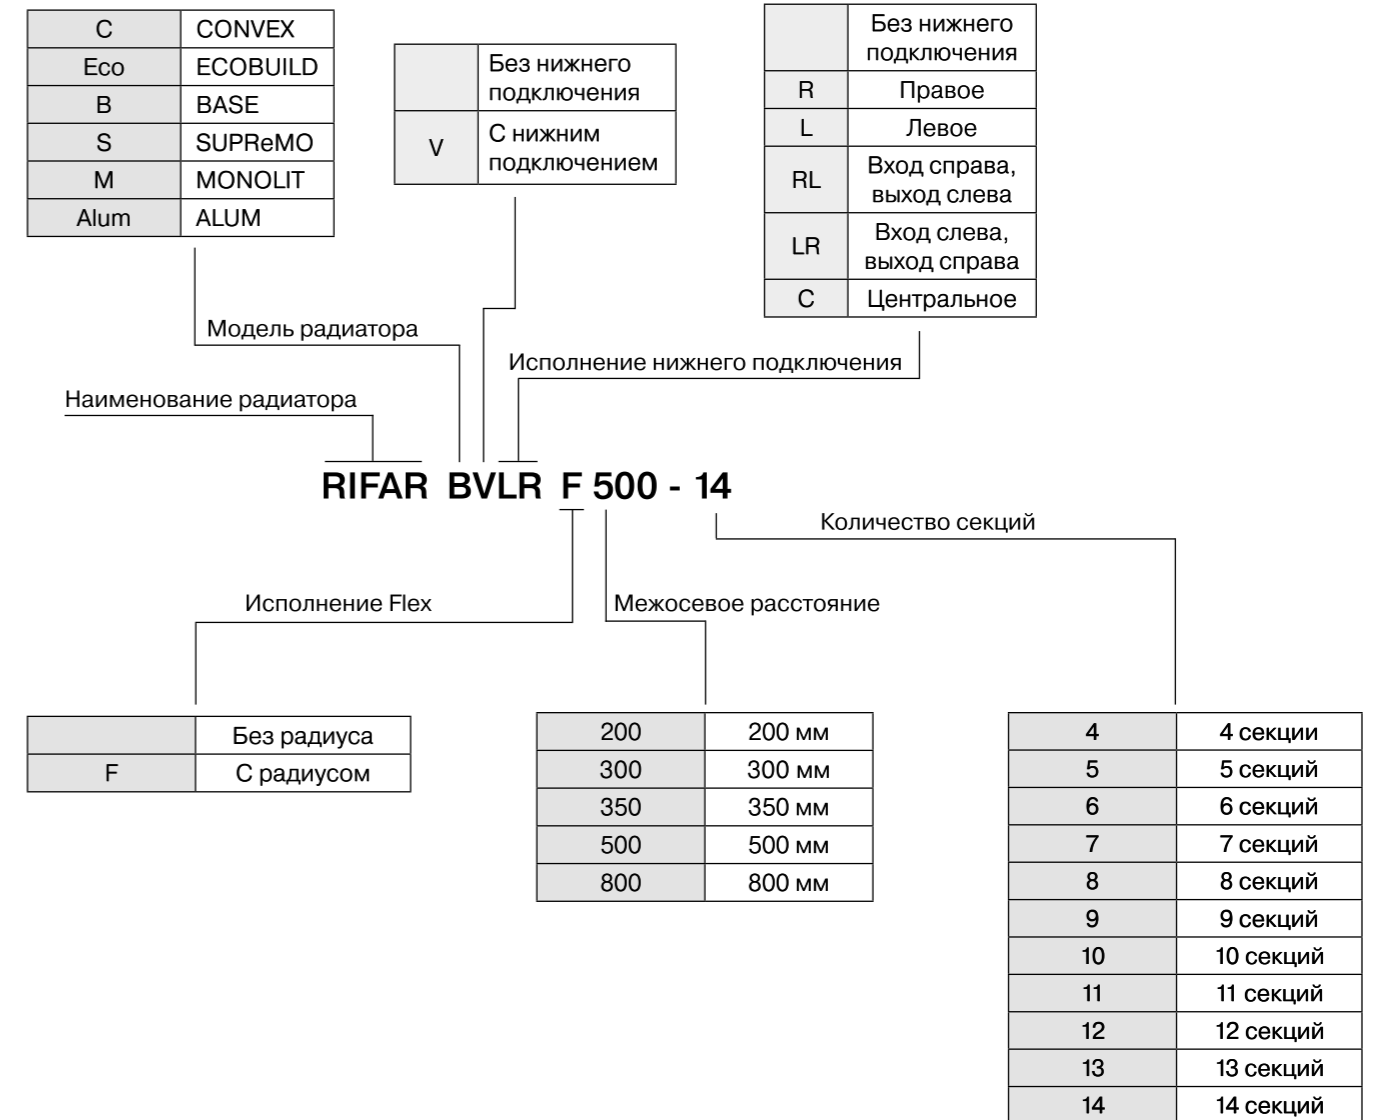 C CONVEX
Eco ECOBUILD
B BASE
S SUPReMO
M MONOLIT
Alum ALUM
Без нижнего
подключения
V С нижним
подключением
Без нижнего
подключения
R Правое
L Левое
RL Вход справа,
выход слева
LR Вход слева,
выход справа
C Центральное
Модель радиатора
Исполнение нижнего подключения
Наименование радиатора
RIFAR BVLR F 500 - 14
Количество секций
Исполнение Flex
Межосевое расстояние
Без радиуса
F С радиусом
200 200 мм
300 300 мм
350 350 мм
500 500 мм
800 800 мм
4 4 секции
5 5 секций
6 6 секций
7 7 секций
8 8 секций
9 9 секций
10 10 секций
11 11 секций
12 12 секций
13 13 секций
14 14 секций